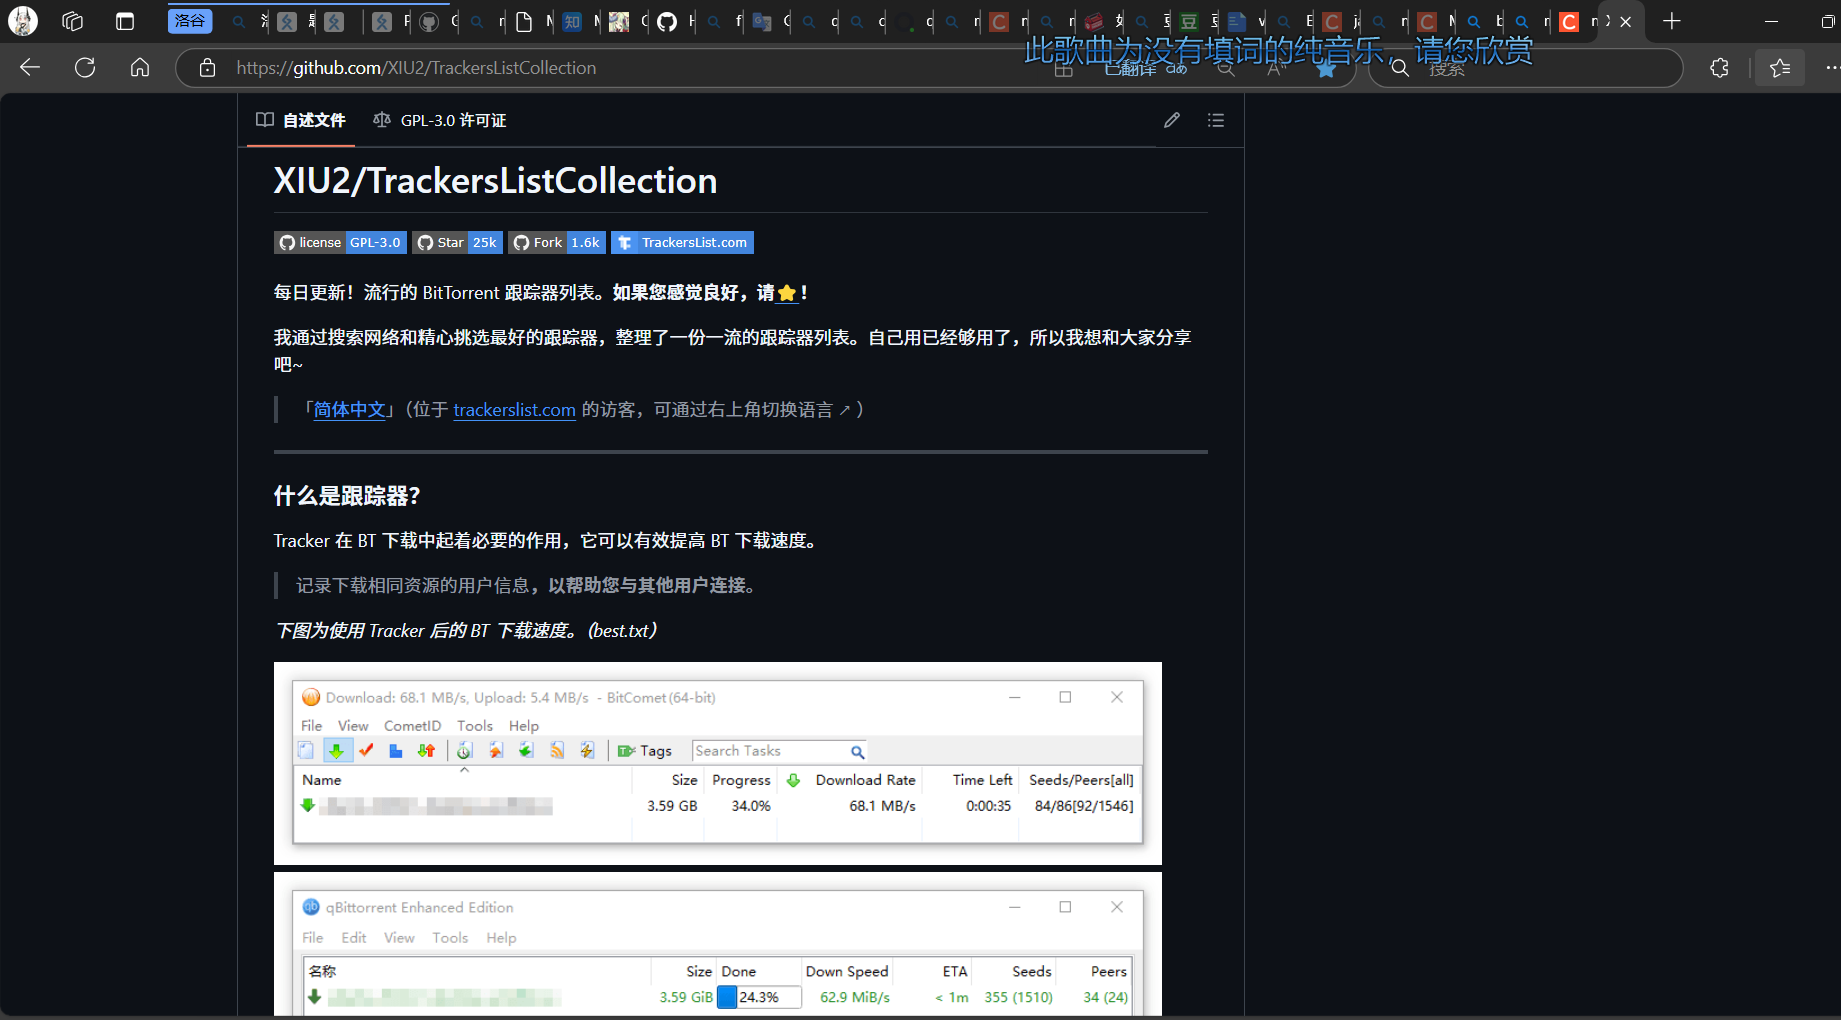 洛谷
此歌曲为没有填词的纯音乐，请您欣赏
https://github.com/XIU2/TrackersListCollection
已翻译
搜索
自述文件
GPL-3.0 许可证
XIU2/TrackersListCollection
license GPL-3.0
Star 25k
Fork 1.6k
TrackersList.com
每日更新！流行的 BitTorrent 跟踪器列表。如果您感觉良好，请⭐！
我通过搜索网络和精心挑选最好的跟踪器，整理了一份一流的跟踪器列表。自己用已经够用了，所以我想和大家分享
吧~
「简体中文」（位于 trackerslist.com 的访客，可通过右上角切换语言 ↗ ）
什么是跟踪器？
Tracker 在 BT 下载中起着必要的作用，它可以有效提高 BT 下载速度。
记录下载相同资源的用户信息，以帮助您与其他用户连接。
下图为使用 Tracker 后的 BT 下载速度。（best.txt）
Download: 68.1 MB/s, Upload: 5.4 MB/s - BitComet (64-bit)
File View CometID Tools Help
Tags Search Tasks
Name Size Progress Download Rate Time Left Seeds/Peers[all]
3.59 GB 34.0% 68.1 MB/s 0:00:35 84/86[92/1546]
qBittorrent Enhanced Edition
File Edit View Tools Help
名称 Size Done Down Speed ETA Seeds Peers
3.59 GiB 24.3% 62.9 MiB/s < 1m 355 (1510) 34 (24)